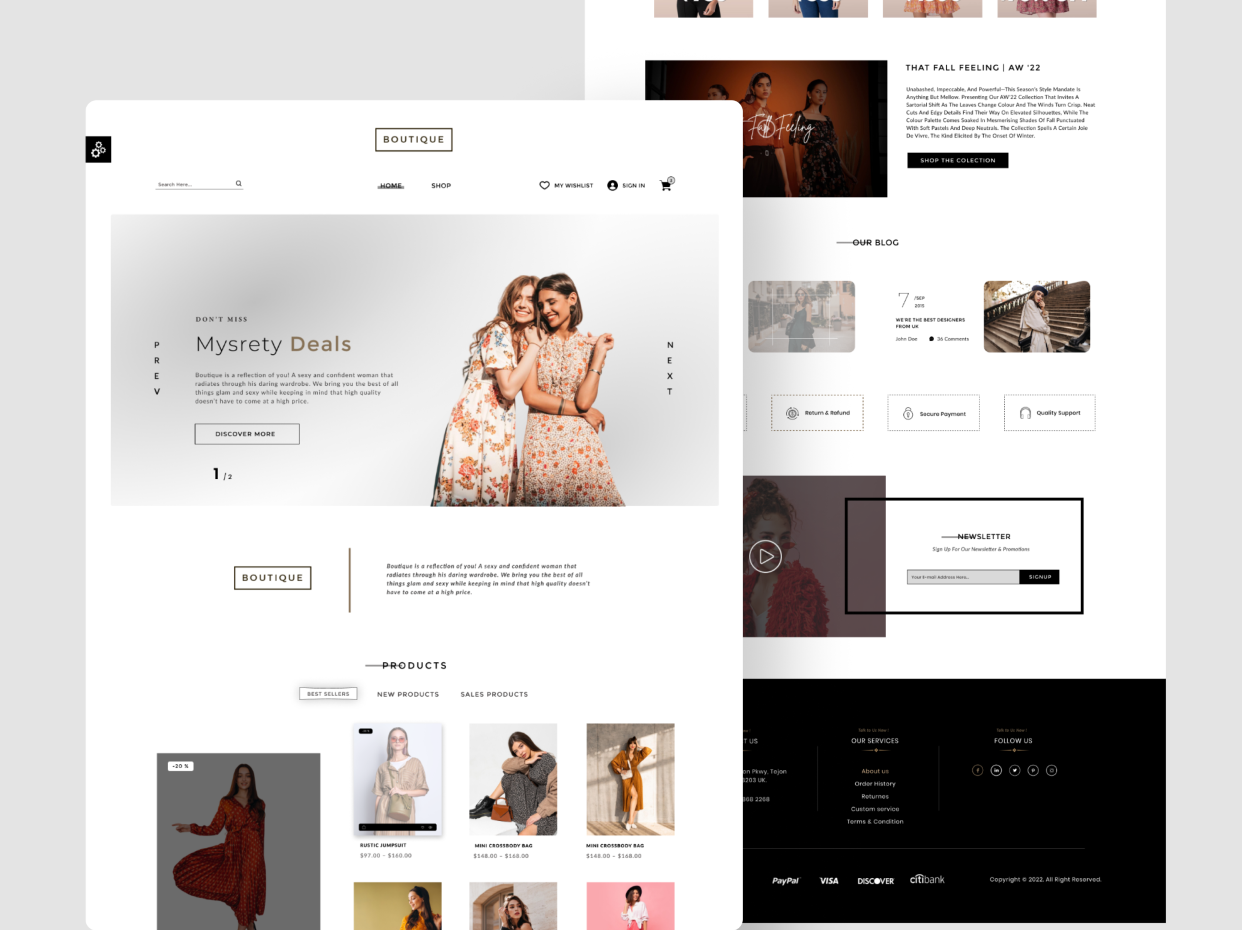 BOUTIQUE
Search Here...
HOME
SHOP
MY WISHLIST
SIGN IN
DON'T MISS
Mysrety Deals
Boutique is a reflection of you! A sexy and confident woman that
radiates through his daring wardrobe. We bring you the best of all
things glam and sexy while keeping in mind that high quality
doesn't have to come at a high price.
DISCOVER MORE
1 /2
PREV
NEXT
BOUTIQUE
Boutique is a reflection of you! A sexy and confident woman that
radiates through his daring wardrobe. We bring you the best of all
things glam and sexy while keeping in mind that high quality doesn't
have to come at a high price.
PRODUCTS
BEST SELLERS
NEW PRODUCTS
SALES PRODUCTS
-20 %
RUSTIC JUMPSUIT
$97.00 – $160.00
MINI CROSSBODY BAG
$148.00 – $168.00
MINI CROSSBODY BAG
$148.00 – $168.00
Fall Feeling
THAT FALL FEELING | AW '22
Unabashed, Impeccable, And Powerful—This Season's Style Mandate Is
Anything But Mellow. Presenting Our AW'22 Collection That Invites A
Sartorial Shift As The Leaves Change Colour And The Winds Turn Crisp. Neat
Cuts And Edgy Details Find Their Way On Elevated Silhouettes, While The
Colour Palette Comes Soaked In Mesmerising Shades Of Fall Punctuated
With Soft Pastels And Deep Neutrals. The Collection Spells A Certain Joie
De Vivre, The Kind Elicited By The Onset Of Winter.
SHOP THE COLECTION
OUR BLOG
7 /SEP
2015
WE'RE THE BEST DESIGNERS
FROM UK
John Doe
36 Comments
Return & Refund
Secure Payment
Quality Support
NEWSLETTER
Sign Up For Our Newsletter & Promotions
Your E-mail Address Here...
SIGNUP
T US
on Pkwy, Tejon
3203 UK.
868 2268
Talk to Us Now !
OUR SERVICES
About us
Order History
Returnes
Custom service
Terms & Condition
Talk to Us Now !
FOLLOW US
PayPal
VISA
DISCOVER
citibank
Copyright © 2022. All Right Reserved.